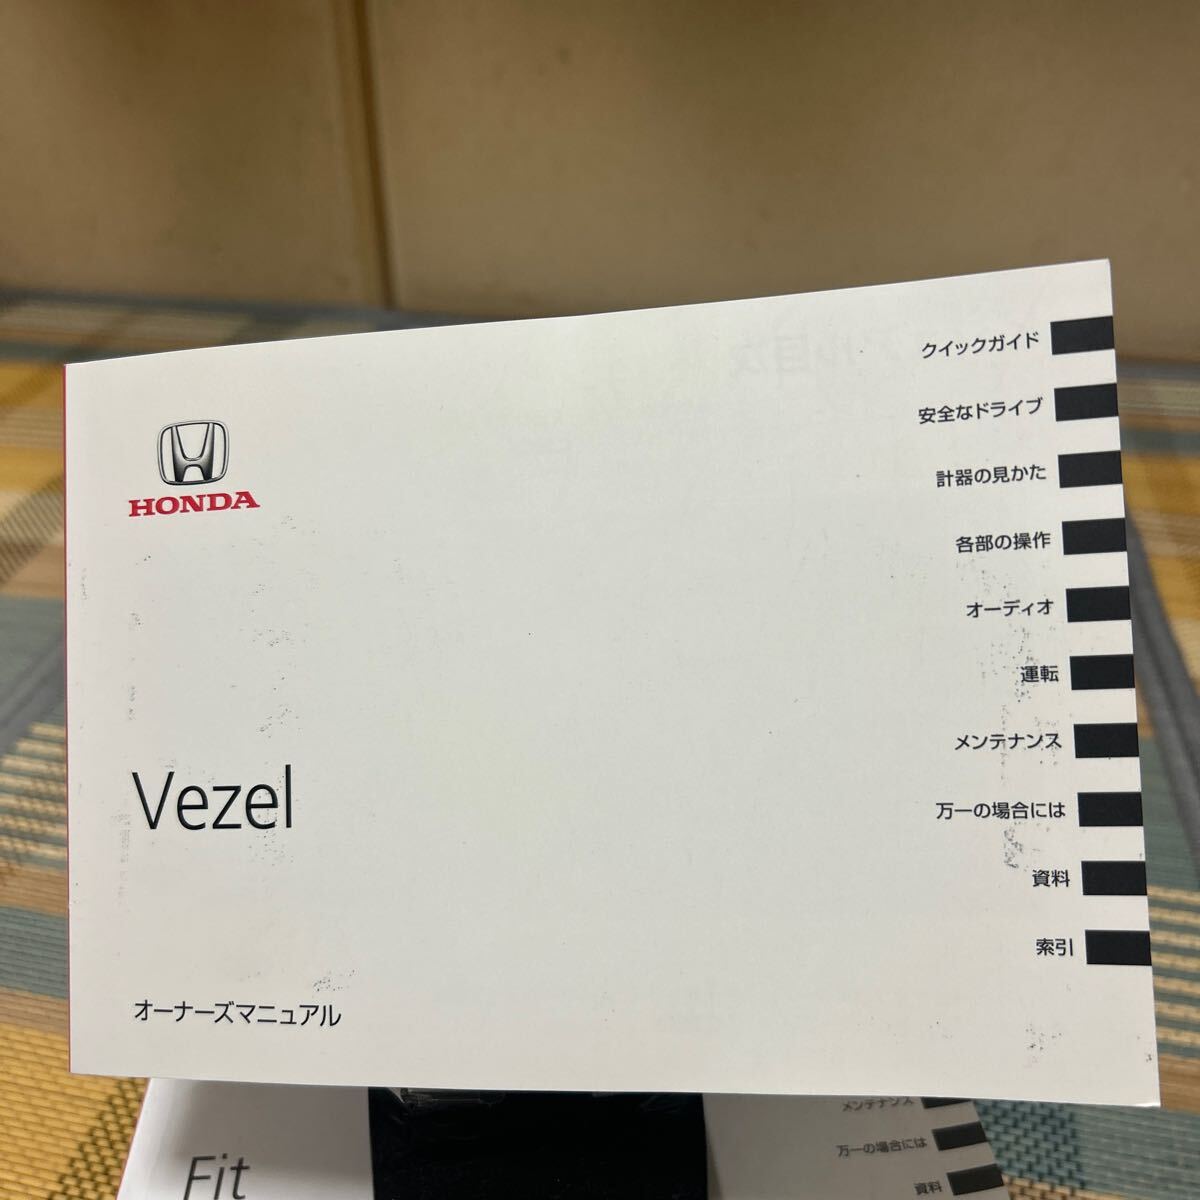 クイックガイド
安全なドライブ
計器の見かた
各部の操作
オーディオ
運転
メンテナンス
万一の場合には
資料
索引
HONDA
Vezel
オーナーズマニュアル
メンテナンス
万一の場合には
資料
Fit